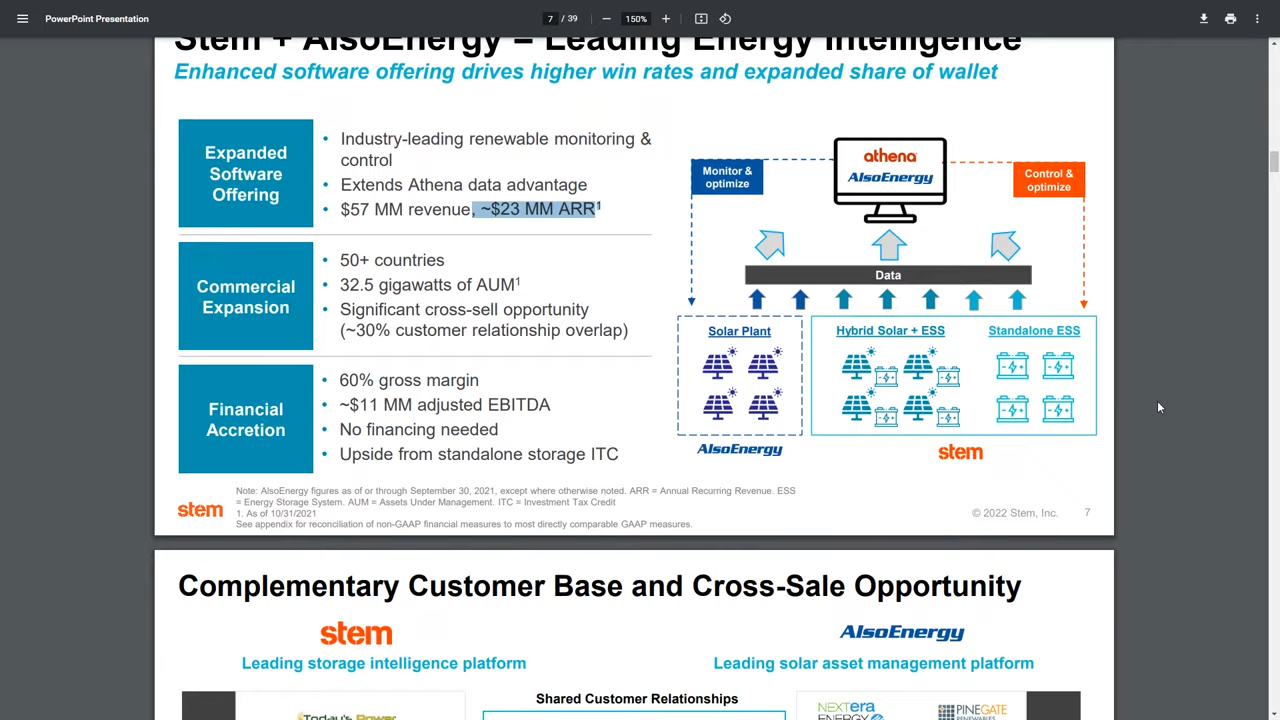 PowerPoint Presentation
7 / 39
150%
Stem + AlsoEnergy = Leading Energy Intelligence
Enhanced software offering drives higher win rates and expanded share of wallet
Expanded
Software
Offering
• Industry-leading renewable monitoring &
control
• Extends Athena data advantage
• $57 MM revenue, ~$23 MM ARR¹
Commercial
Expansion
• 50+ countries
• 32.5 gigawatts of AUM¹
• Significant cross-sell opportunity
(~30% customer relationship overlap)
Financial
Accretion
• 60% gross margin
• ~$11 MM adjusted EBITDA
• No financing needed
• Upside from standalone storage ITC
athena
AlsoEnergy
Monitor &
optimize
Control &
optimize
Data
Solar Plant
Hybrid Solar + ESS
Standalone ESS
AlsoEnergy
stem
stem
Note: AlsoEnergy figures as of or through September 30, 2021, except where otherwise noted. ARR = Annual Recurring Revenue. ESS
= Energy Storage System. AUM = Assets Under Management. ITC = Investment Tax Credit
1. As of 10/31/2021
See appendix for reconciliation of non-GAAP financial measures to most directly comparable GAAP measures.
© 2022 Stem, Inc.
7
Complementary Customer Base and Cross-Sale Opportunity
stem
AlsoEnergy
Leading storage intelligence platform
Leading solar asset management platform
Shared Customer Relationships
Today's Power
NEXTera
ENERGY
PINEGATE
RENEWABLES